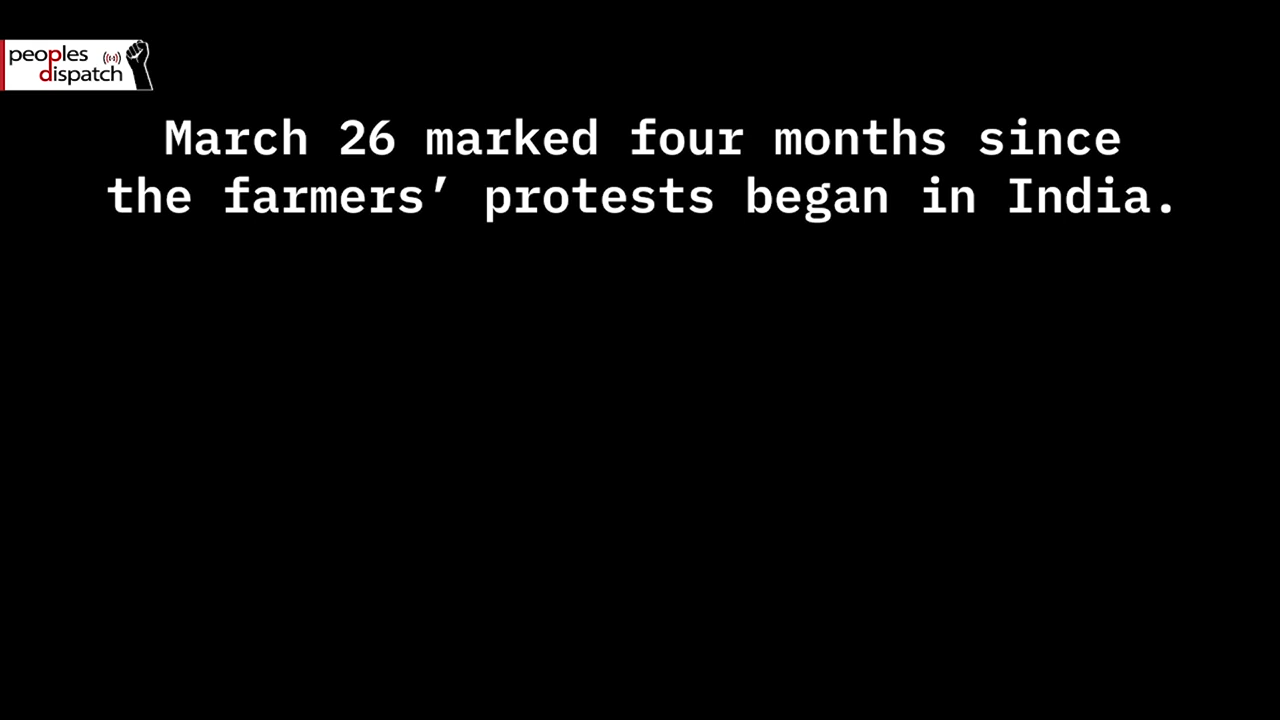 peoples
dispatch
March 26 marked four months since
the farmers’ protests began in India.